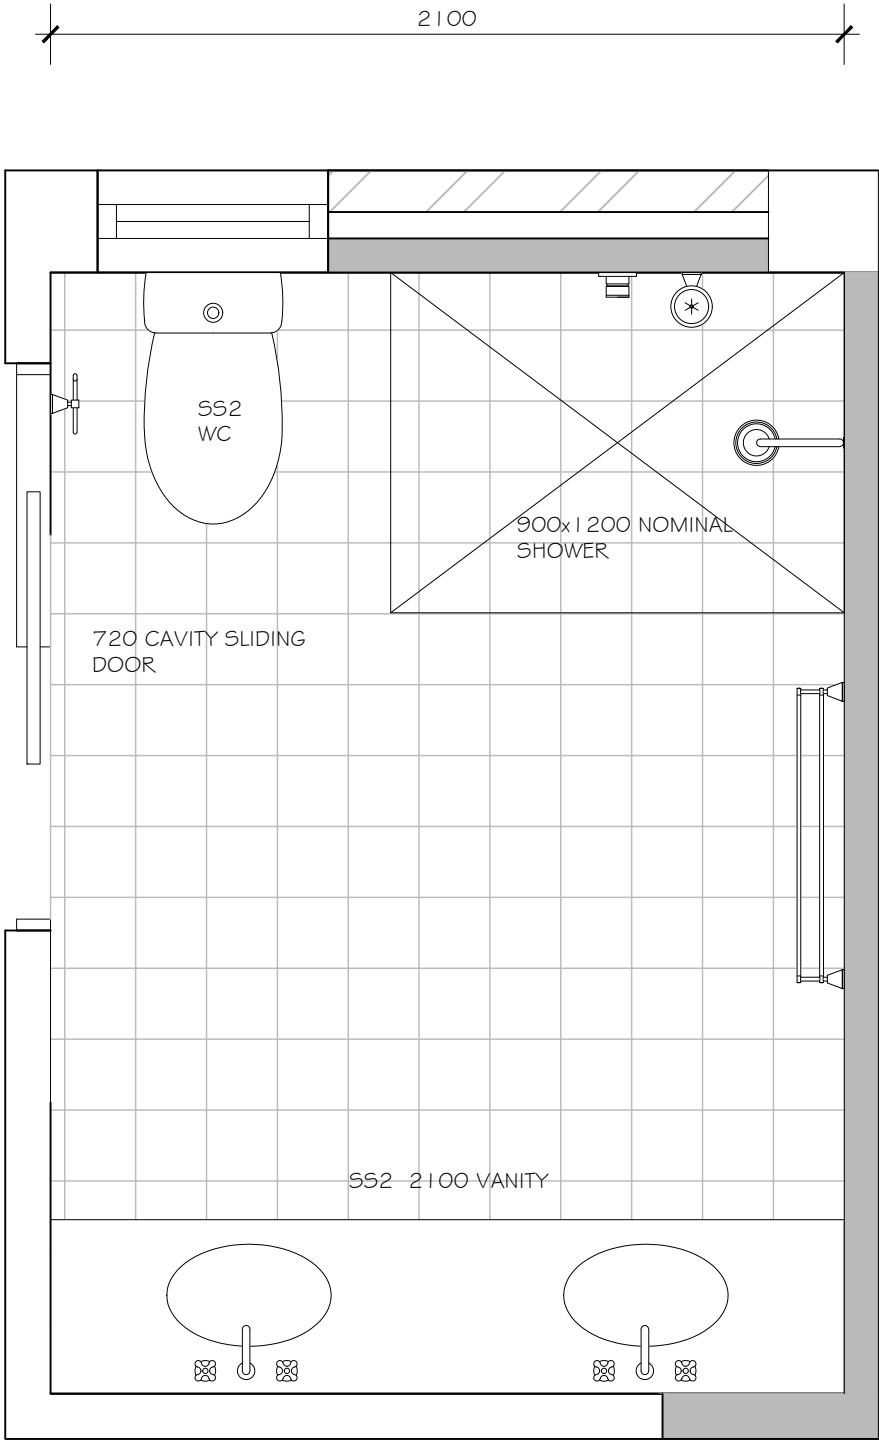 2100
SS2
WC
900x1200 NOMINAL
SHOWER
720 CAVITY SLIDING
DOOR
SS2 2100 VANITY